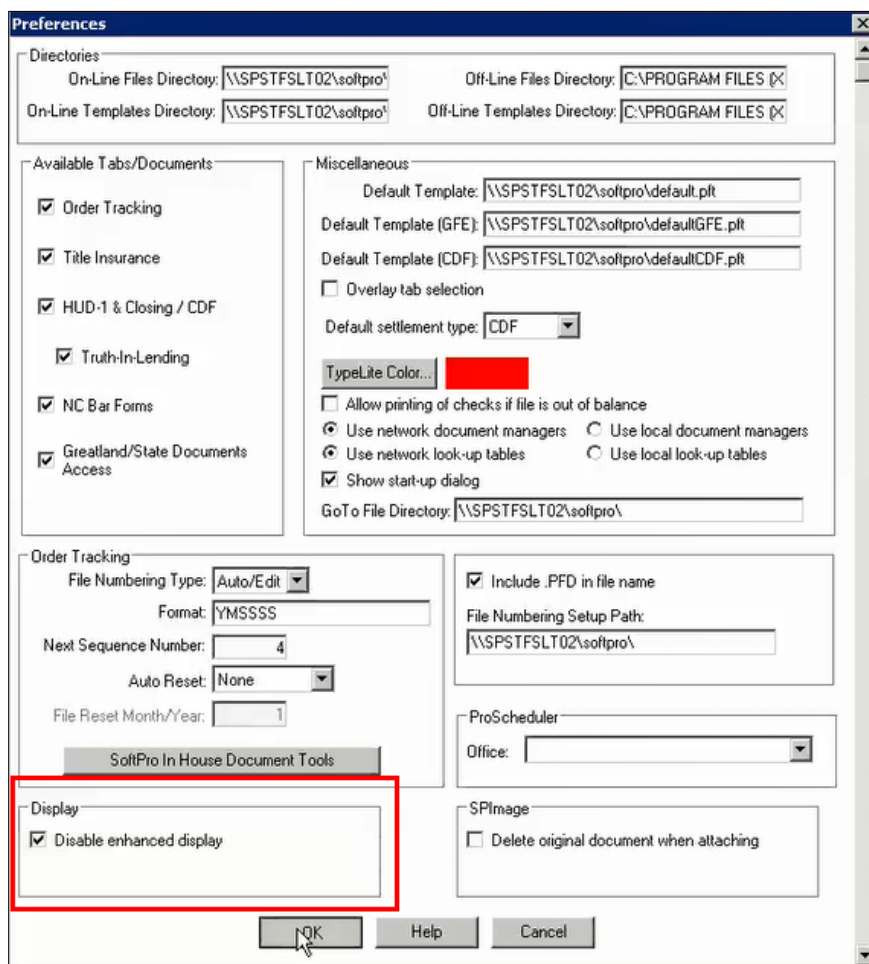 Preferences
Directories
On-Line Files Directory: \\SPSTFSLT02\softpro\
Off-Line Files Directory: C:\PROGRAM FILES (X
On-Line Templates Directory: \\SPSTFSLT02\softpro\
Off-Line Templates Directory: C:\PROGRAM FILES (X
Available Tabs/Documents
Order Tracking
Title Insurance
HUD-1 & Closing / CDF
Truth-In-Lending
NC Bar Forms
Greatland/State Documents
Access
Miscellaneous
Default Template: \\SPSTFSLT02\softpro\default.pft
Default Template (GFE): \\SPSTFSLT02\softpro\defaultGFE.pft
Default Template (CDF): \\SPSTFSLT02\softpro\defaultCDF.pft
Overlay tab selection
Default settlement type: CDF
TypeLite Color...
Allow printing of checks if file is out of balance
Use network document managers Use local document managers
Use network look-up tables Use local look-up tables
Show start-up dialog
GoTo File Directory: \\SPSTFSLT02\softpro\
Order Tracking
File Numbering Type: Auto/Edit
Format: YMSSSS
Next Sequence Number: 4
Auto Reset: None
File Reset Month/Year: 1
SoftPro In House Document Tools
Include .PFD in file name
File Numbering Setup Path:
\\SPSTFSLT02\softpro\
ProScheduler
Office:
Display
Disable enhanced display
SPImage
Delete original document when attaching
OK Help Cancel